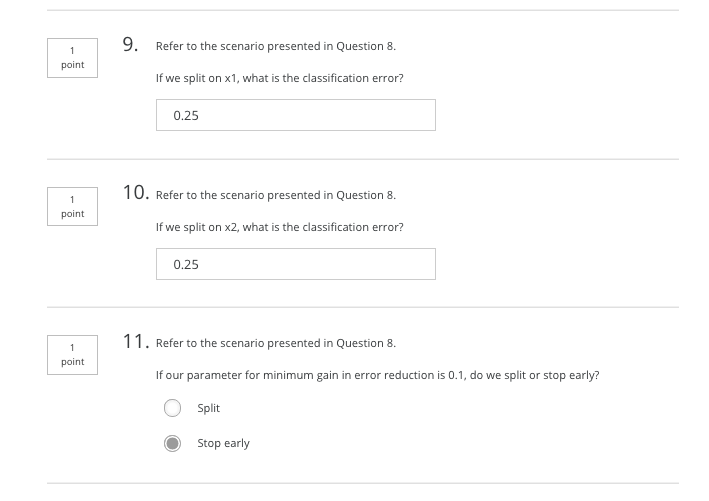 1
point
9. Refer to the scenario presented in Question 8.
If we split on x1, what is the classification error?
0.25
1
point
10. Refer to the scenario presented in Question 8.
If we split on x2, what is the classification error?
0.25
1
point
11. Refer to the scenario presented in Question 8.
If our parameter for minimum gain in error reduction is 0.1, do we split or stop early?
Split
Stop early